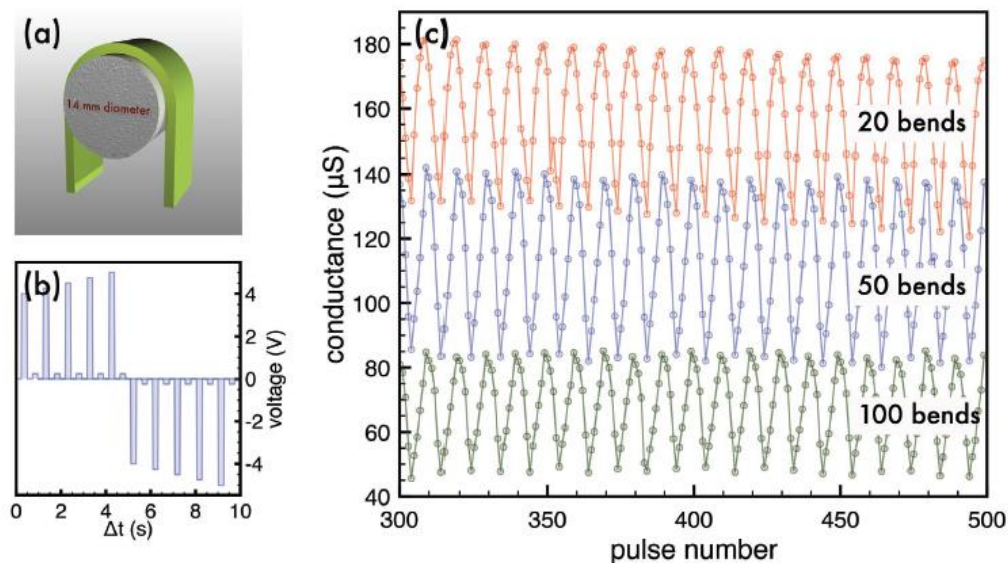 (a)
14 mm diameter
(b)
4
2
0
-2
-4
voltage (V)
0 2 4 6 8 10
Δt (s)
(c)
180
160
140
120
100
80
60
40
conductance (µS)
20 bends
50 bends
100 bends
300 350 400 450 500
pulse number